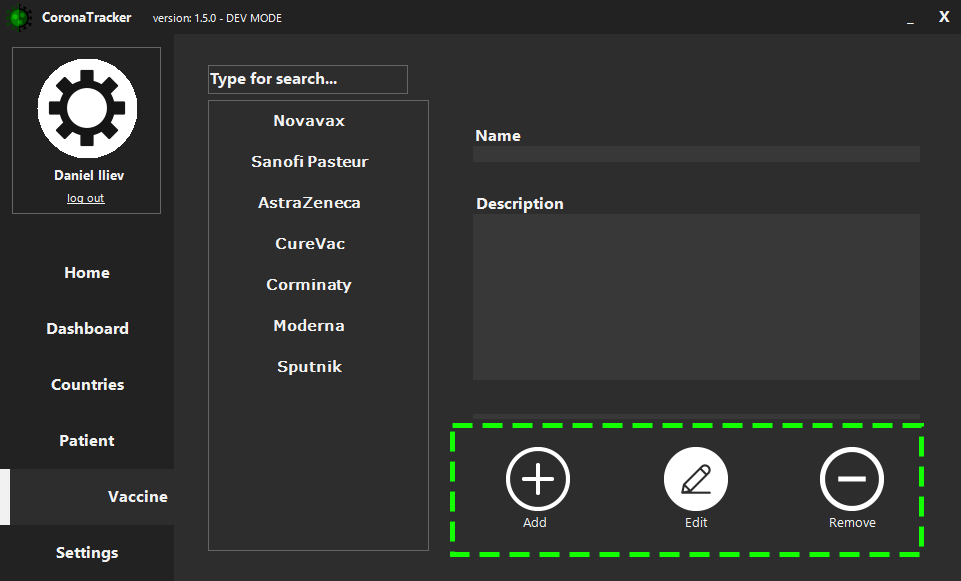 CoronaTracker version: 1.5.0 - DEV MODE _ X
Daniel Iliev
log out
Home
Dashboard
Countries
Patient
Vaccine
Settings
Type for search...
Novavax
Sanofi Pasteur
AstraZeneca
CureVac
Corminaty
Moderna
Sputnik
Name
Description
Add Edit Remove